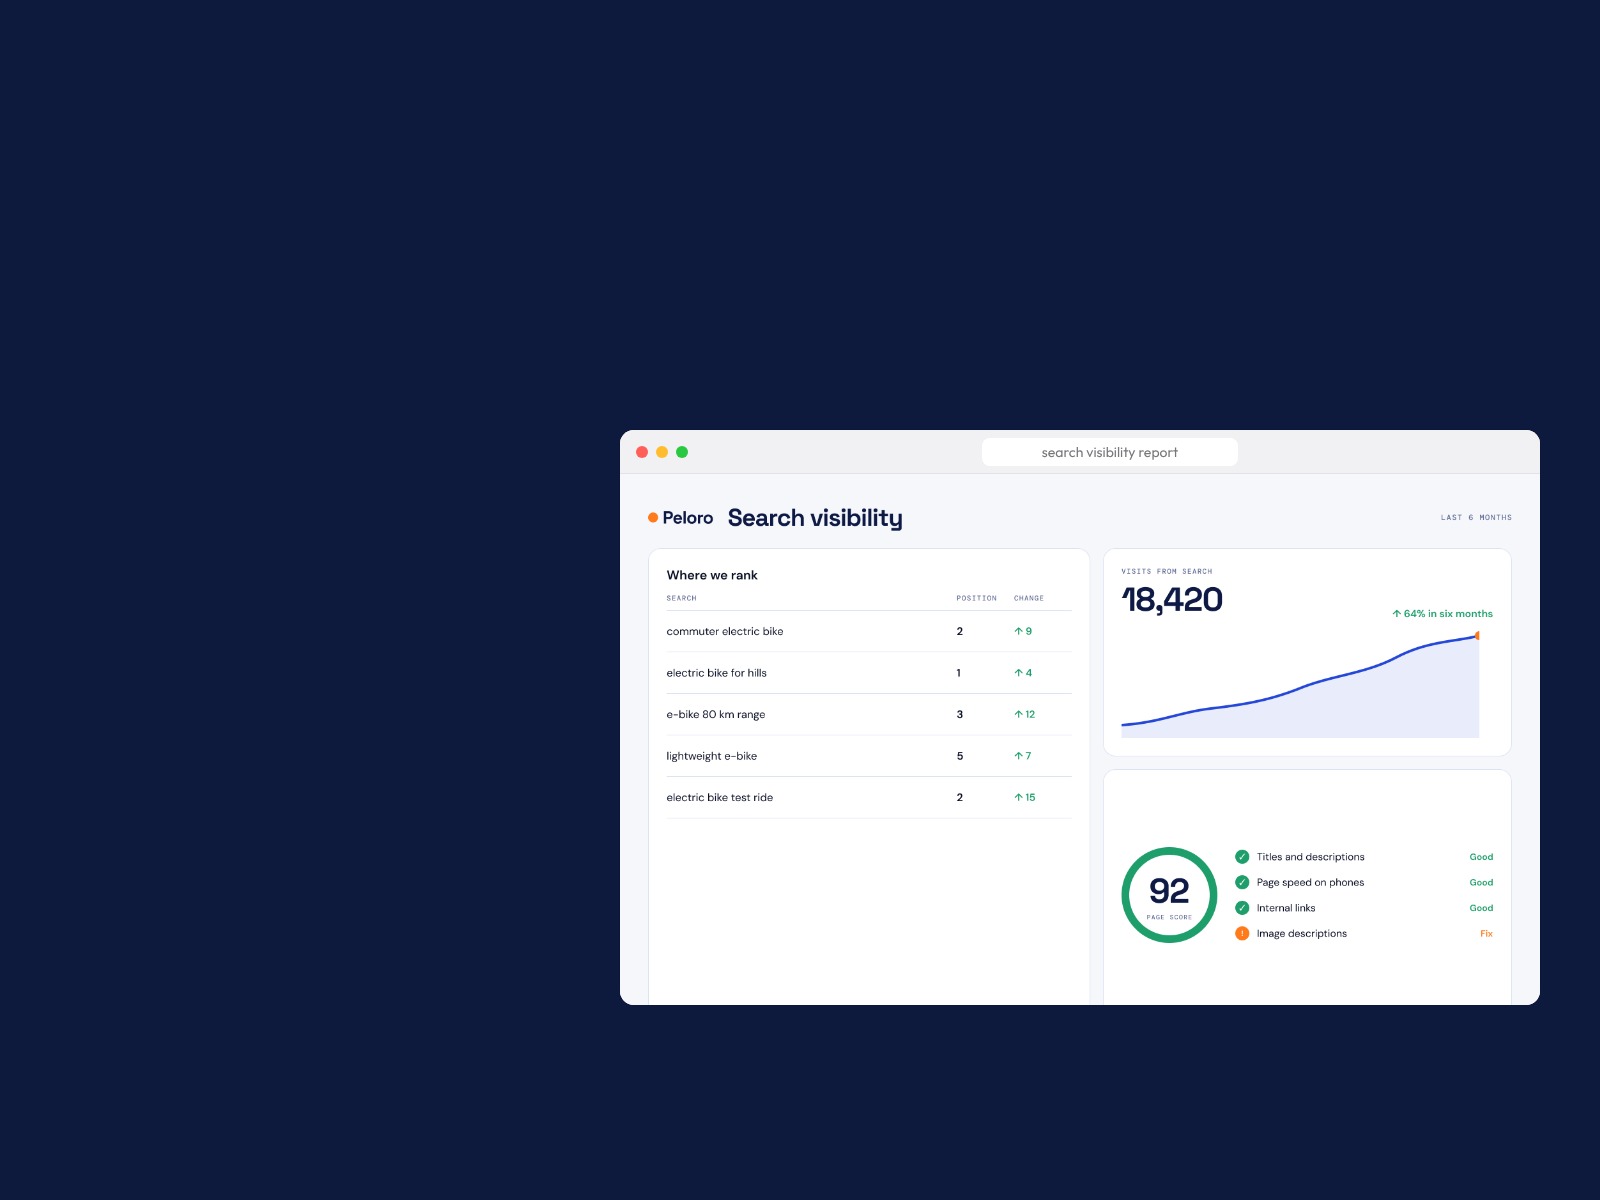 search visibility report
Peloro Search visibility
LAST 6 MONTHS
Where we rank
SEARCH POSITION CHANGE
commuter electric bike 2 ↑ 9
electric bike for hills 1 ↑ 4
e-bike 80 km range 3 ↑ 12
lightweight e-bike 5 ↑ 7
electric bike test ride 2 ↑ 15
VISITS FROM SEARCH
18,420
↑ 64% in six months
92
PAGE SCORE
✓ Titles and descriptions Good
✓ Page speed on phones Good
✓ Internal links Good
! Image descriptions Fix